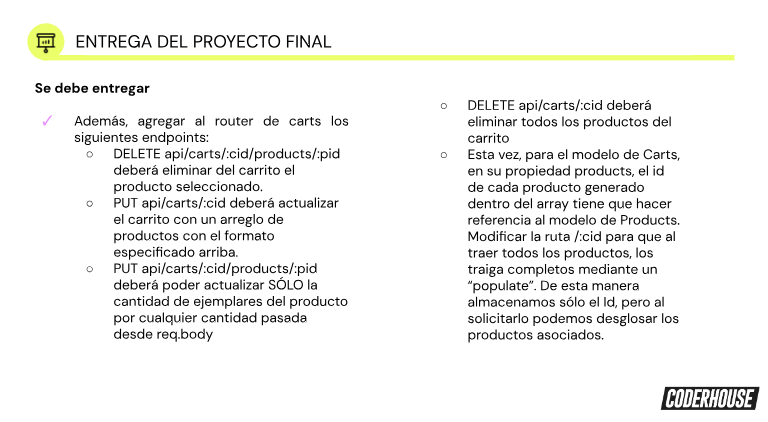 ENTREGA DEL PROYECTO FINAL
Se debe entregar
✓ Además, agregar al router de carts los
siguientes endpoints:
○ DELETE api/carts/:cid/products/:pid
deberá eliminar del carrito el
producto seleccionado.
○ PUT api/carts/:cid deberá actualizar
el carrito con un arreglo de
productos con el formato
especificado arriba.
○ PUT api/carts/:cid/products/:pid
deberá poder actualizar SÓLO la
cantidad de ejemplares del producto
por cualquier cantidad pasada
desde req.body
○ DELETE api/carts/:cid deberá
eliminar todos los productos del
carrito
○ Esta vez, para el modelo de Carts,
en su propiedad products, el id
de cada producto generado
dentro del array tiene que hacer
referencia al modelo de Products.
Modificar la ruta /:cid para que al
traer todos los productos, los
traiga completos mediante un
“populate”. De esta manera
almacenamos sólo el Id, pero al
solicitarlo podemos desglosar los
productos asociados.
CODERHOUSE